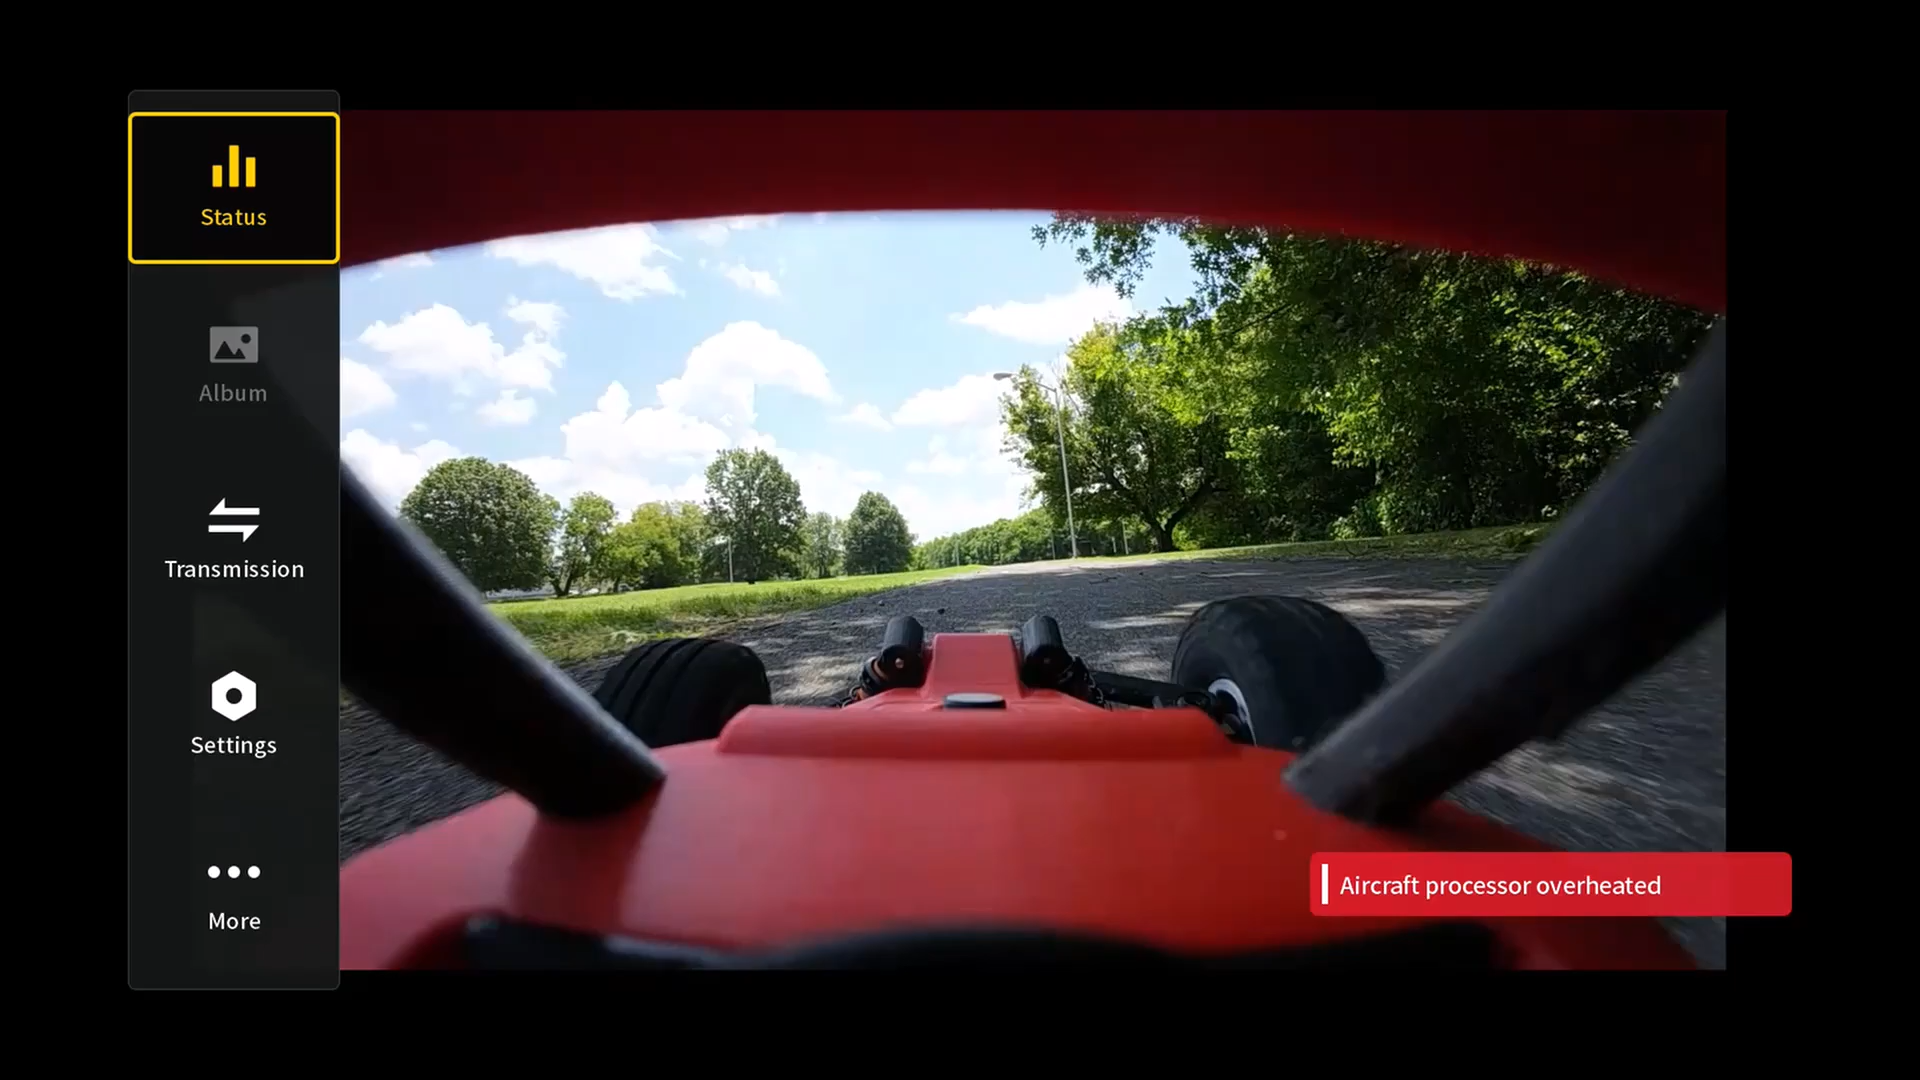 Status
Album
Transmission
Settings
More
Aircraft processor overheated